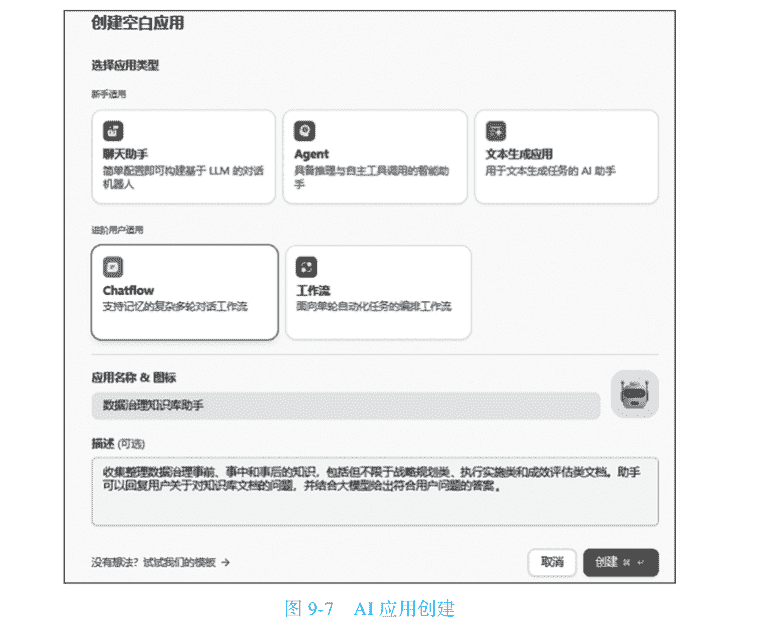 创建空白应用
选择应用类型
新手适用
聊天助手
简单配置即可构建基于 LLM 的对话
机器人
Agent
具备推理与自主工具调用的智能助
手
文本生成应用
用于文本生成任务的 AI 助手
进阶用户适用
Chatflow
支持记忆的复杂多轮对话工作流
工作流
面向单轮自动化任务的编排工作流
应用名称 & 图标
数据治理知识库助手
描述 (可选)
收集整理数据治理事前、事中和事后的知识，包括但不限于战略规划类、执行实施类和成效评估类文档。助手
可以回复用户关于对知识库文档的问题，并结合大模型给出符合用户问题的答案。
没有想法？试试我们的模板 →
取消
创建 ⌘ ↵
图 9-7 AI 应用创建